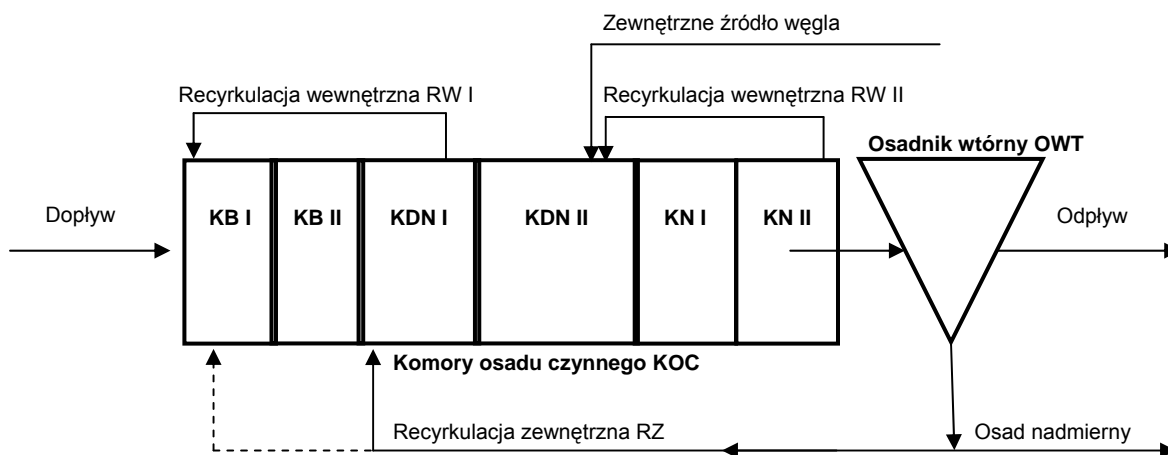 Zewnętrzne źródło węgla
Recyrkulacja wewnętrzna RW I
Recyrkulacja wewnętrzna RW II
Osadnik wtórny OWT
Dopływ
KB I
KB II
KDN I
KDN II
KN I
KN II
Odpływ
Komory osadu czynnego KOC
Recyrkulacja zewnętrzna RZ
Osad nadmierny